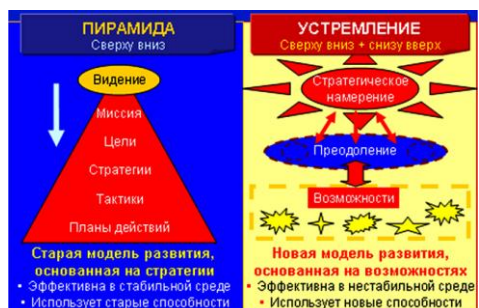 ПИРАМИДА
Сверху вниз
Видение
Миссия
Цели
Стратегии
Тактики
Планы действий
Старая модель развития,
основанная на стратегии
• Эффективна в стабильной среде
• Использует старые способности
УСТРЕМЛЕНИЕ
Сверху вниз + снизу вверх
Стратегическое
намерение
Преодоление
Возможности
Новая модель развития,
основанная на возможностях
• Эффективна в нестабильной среде
• Использует новые способности